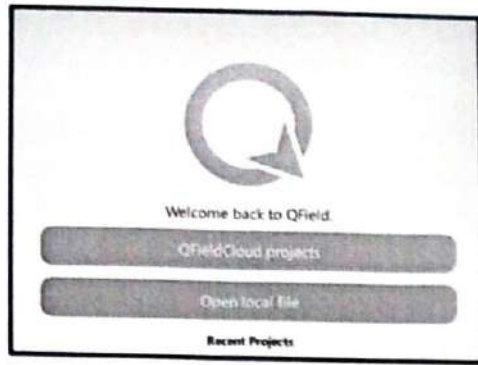 Welcome back to QField.
QFieldCloud projects
Open local file
Recent Projects